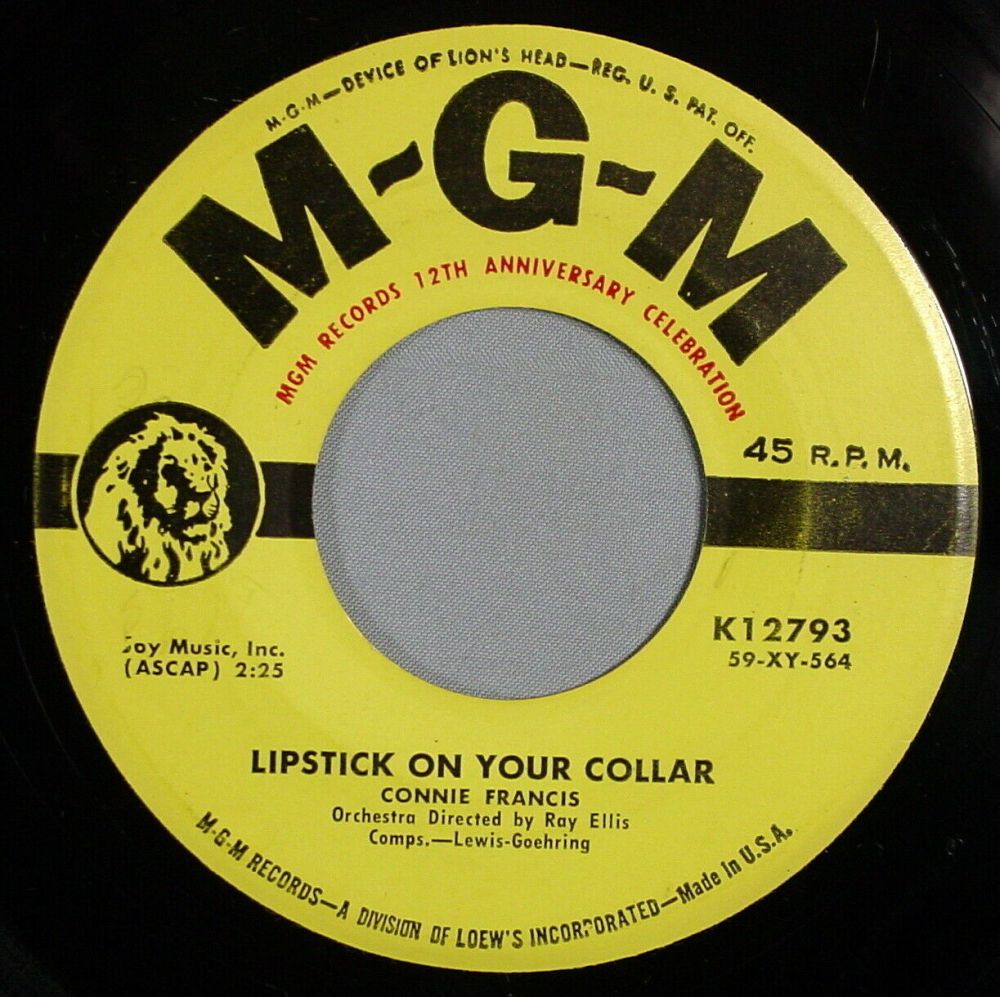 M-G-M—DEVICE OF LION'S HEAD—REG. U. S. PAT. OFF.
M-G-M
MGM RECORDS 12TH ANNIVERSARY CELEBRATION
45 R.P.M.
K12793
59-XY-564
Joy Music, Inc.
(ASCAP) 2:25
LIPSTICK ON YOUR COLLAR
CONNIE FRANCIS
Orchestra Directed by Ray Ellis
Comps.—Lewis-Goehring
M-G-M RECORDS—A DIVISION OF LOEW'S INCORPORATED—Made in U.S.A.